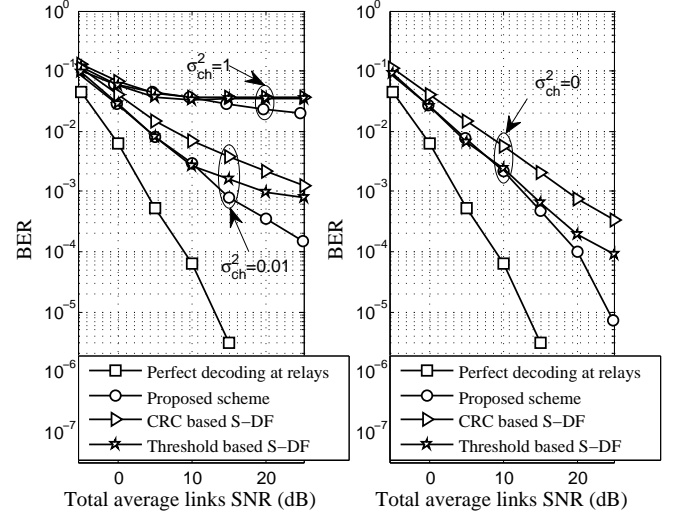 10^0
10^-1
10^-2
10^-3
10^-4
10^-5
10^-6
10^-7
BER
σ²ch=1
σ²ch=0.01
Perfect decoding at relays
Proposed scheme
CRC based S−DF
Threshold based S−DF
0 10 20
Total average links SNR (dB)
10^0
10^-1
10^-2
10^-3
10^-4
10^-5
10^-6
10^-7
BER
σ²ch=0
Perfect decoding at relays
Proposed scheme
CRC based S−DF
Threshold based S−DF
0 10 20
Total average links SNR (dB)